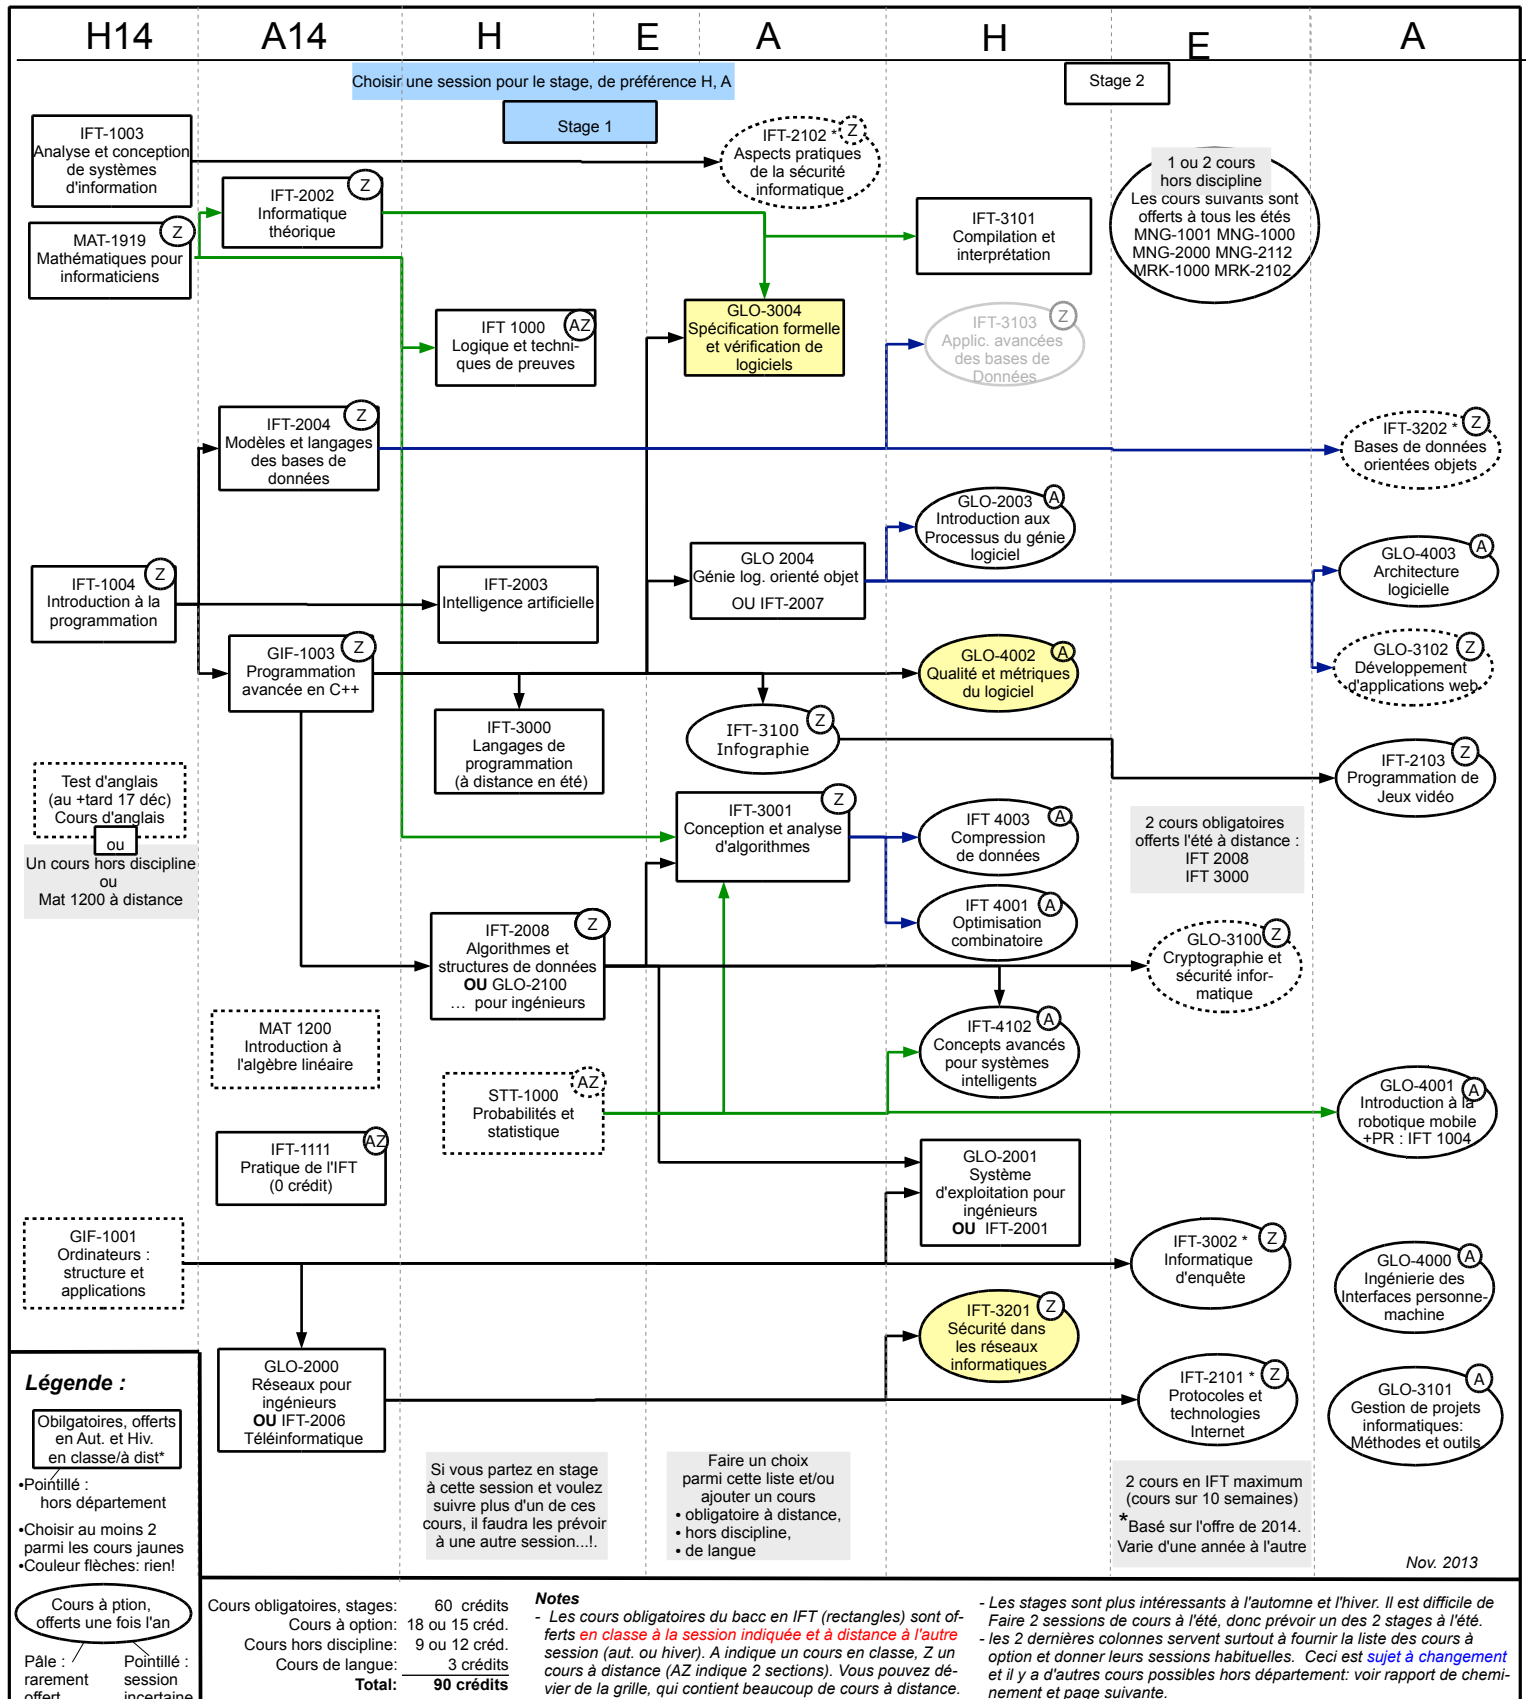 H14 A14 H E A H E A
Choisir une session pour le stage, de préférence H, A
Stage 1
Stage 2
IFT-1003
Analyse et conception
de systèmes
d'information
IFT-2102 * Z
Aspects pratiques
de la sécurité
informatique
1 ou 2 cours
hors discipline
Les cours suivants sont
offerts à tous les étés
MNG-1001 MNG-1000
MNG-2000 MNG-2112
MRK-1000 MRK-2102
IFT-2002 Z
Informatique
théorique
MAT-1919 Z
Mathématiques pour
informaticiens
IFT-3101
Compilation et
interprétation
IFT 1000 AZ
Logique et techni-
ques de preuves
GLO-3004
Spécification formelle
et vérification de
logiciels
IFT-3103 Z
Applic. avancées
des bases de
Données
IFT-2004 Z
Modèles et langages
des bases de
données
IFT-3202 * Z
Bases de données
orientées objets
GLO-2003 A
Introduction aux
Processus du génie
logiciel
IFT-1004 Z
Introduction à la
programmation
IFT-2003
Intelligence artificielle
GLO 2004
Génie log. orienté objet
OU IFT-2007
GLO-4003 A
Architecture
logicielle
GIF-1003 Z
Programmation
avancée en C++
GLO-4002 A
Qualité et métriques
du logiciel
GLO-3102 Z
Développement
d'applications web
IFT-3000
Langages de
programmation
(à distance en été)
IFT-3100 Z
Infographie
IFT-2103 Z
Programmation de
Jeux vidéo
Test d'anglais
(au +tard 17 déc)
Cours d'anglais
ou
Un cours hors discipline
ou
Mat 1200 à distance
IFT-3001 Z
Conception et analyse
d'algorithmes
IFT 4003 A
Compression
de données
2 cours obligatoires
offerts l'été à distance :
IFT 2008
IFT 3000
IFT 4001 A
Optimisation
combinatoire
IFT-2008 Z
Algorithmes et
structures de données
OU GLO-2100
… pour ingénieurs
GLO-3100 Z
Cryptographie et
sécurité infor-
matique
MAT 1200
Introduction à
l'algèbre linéaire
IFT-4102 A
Concepts avancés
pour systèmes
intelligents
STT-1000 AZ
Probabilités et
statistique
GLO-4001 A
Introduction à la
robotique mobile
+PR : IFT 1004
IFT-1111 AZ
Pratique de l'IFT
(0 crédit)
GLO-2001
Système
d'exploitation pour
ingénieurs
OU IFT-2001
GIF-1001
Ordinateurs :
structure et
applications
IFT-3002 * Z
Informatique
d'enquête
GLO-4000 A
Ingénierie des
Interfaces personne-
machine
IFT-3201 Z
Sécurité dans
les réseaux
informatiques
GLO-2000
Réseaux pour
ingénieurs
OU IFT-2006
Téléinformatique
IFT-2101 * Z
Protocoles et
technologies
Internet
GLO-3101 A
Gestion de projets
informatiques:
Méthodes et outils
Si vous partez en stage
à cette session et voulez
suivre plus d'un de ces
cours, il faudra les prévoir
à une autre session...!.
Faire un choix
parmi cette liste et/ou
ajouter un cours
• obligatoire à distance,
• hors discipline,
• de langue
2 cours en IFT maximum
(cours sur 10 semaines)
*Basé sur l'offre de 2014.
Varie d'une année à l'autre
Nov. 2013
Légende :
Obilgatoires, offerts
en Aut. et Hiv.
en classe/à dist*
•Pointillé :
hors département
•Choisir au moins 2
parmi les cours jaunes
•Couleur flèches: rien!
Cours à ption,
offerts une fois l'an
Pâle :
rarement
offert
Pointillé :
session
incertaine
Cours obligatoires, stages: 60 crédits
Cours à option: 18 ou 15 créd.
Cours hors discipline: 9 ou 12 créd.
Cours de langue: 3 crédits
Total: 90 crédits
Notes
- Les cours obligatoires du bacc en IFT (rectangles) sont of-
ferts en classe à la session indiquée et à distance à l'autre
session (aut. ou hiver). A indique un cours en classe, Z un
cours à distance (AZ indique 2 sections). Vous pouvez dé-
vier de la grille, qui contient beaucoup de cours à distance.
- Les stages sont plus intéressants à l'automne et l'hiver. Il est difficile de
Faire 2 sessions de cours à l'été, donc prévoir un des 2 stages à l'été.
- les 2 dernières colonnes servent surtout à fournir la liste des cours à
option et donner leurs sessions habituelles. Ceci est sujet à changement
et il y a d'autres cours possibles hors département: voir rapport de chemi-
nement et page suivante.